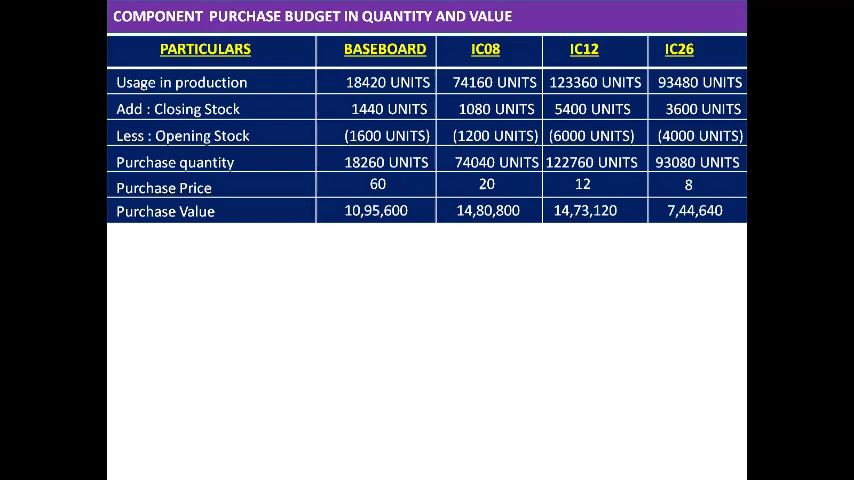 COMPONENT PURCHASE BUDGET IN QUANTITY AND VALUE
PARTICULARS BASEBOARD IC08 IC12 IC26
Usage in production 18420 UNITS 74160 UNITS 123360 UNITS 93480 UNITS
Add : Closing Stock 1440 UNITS 1080 UNITS 5400 UNITS 3600 UNITS
Less : Opening Stock (1600 UNITS) (1200 UNITS) (6000 UNITS) (4000 UNITS)
Purchase quantity 18260 UNITS 74040 UNITS 122760 UNITS 93080 UNITS
Purchase Price 60 20 12 8
Purchase Value 10,95,600 14,80,800 14,73,120 7,44,640